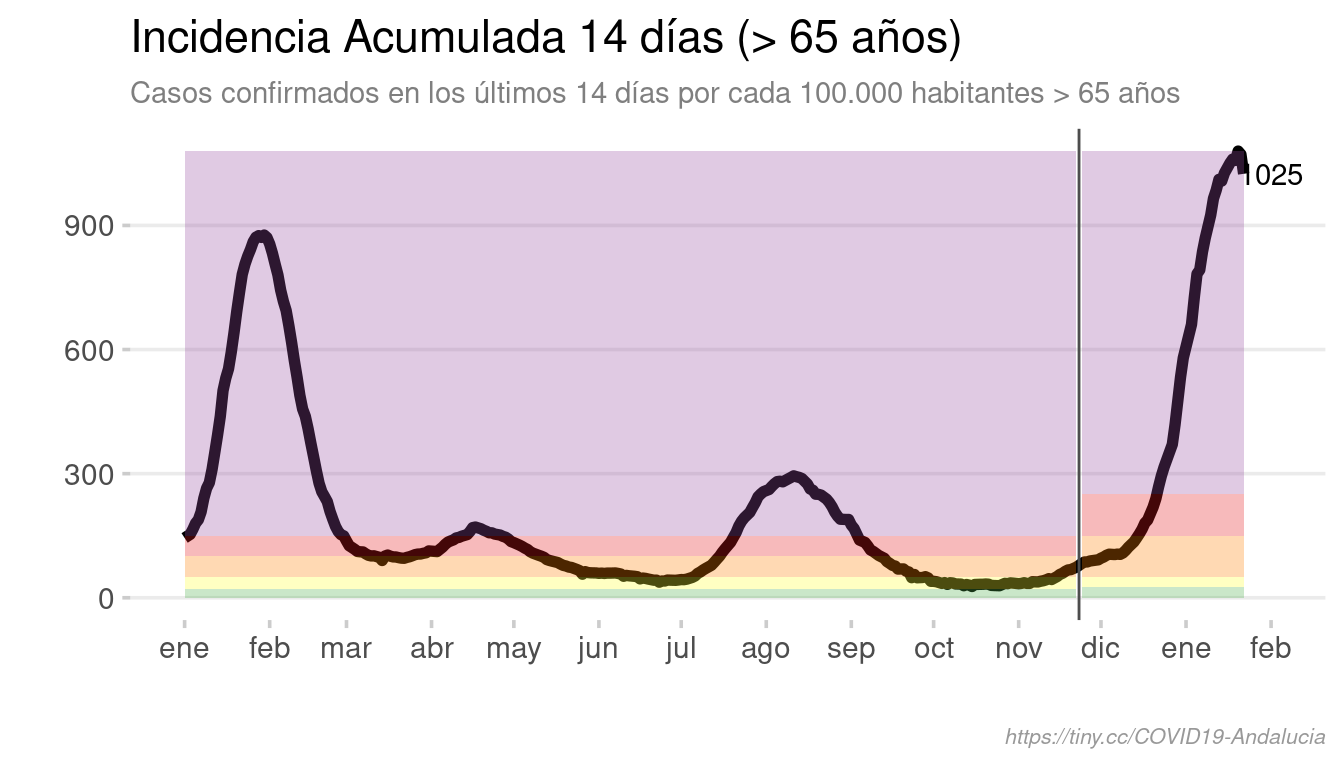 Incidencia Acumulada 14 días (> 65 años)
Casos confirmados en los últimos 14 días por cada 100.000 habitantes > 65 años
1025
900
600
300
0
ene feb mar abr may jun jul ago sep oct nov dic ene feb
https://tiny.cc/COVID19-Andalucia